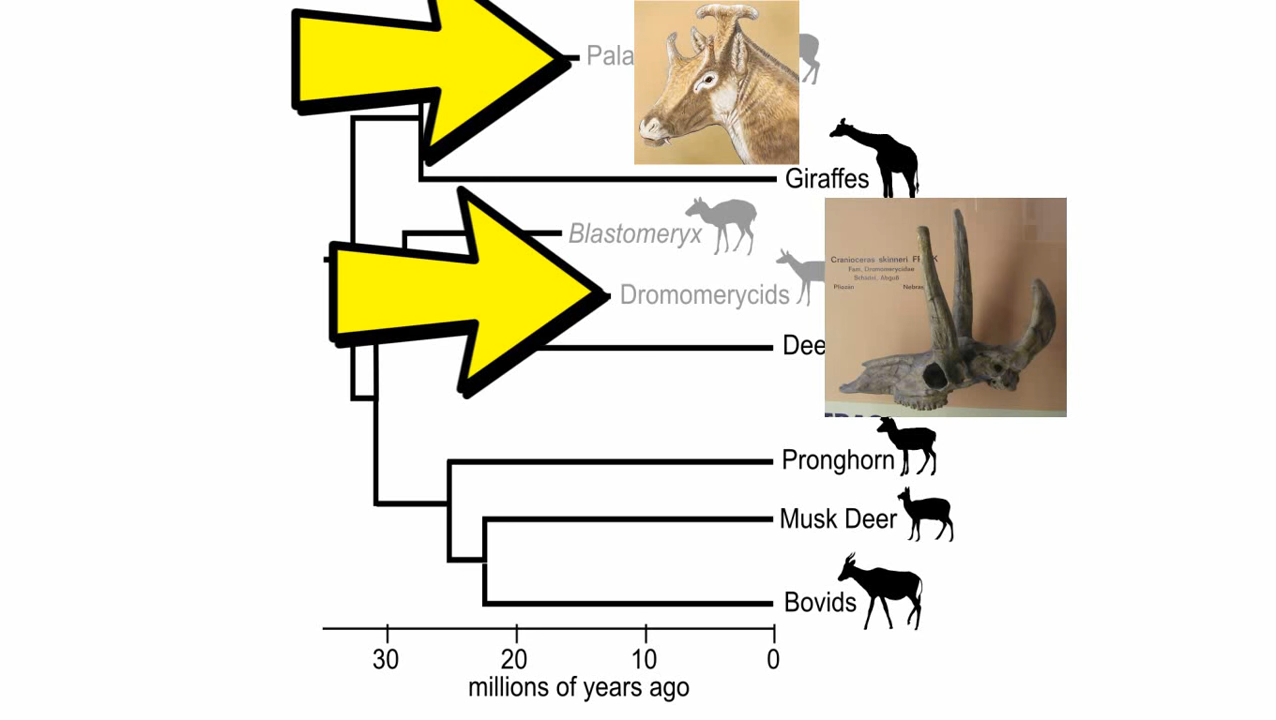 Pala
Giraffes
Blastomeryx
Cranioceras skinneri
Fam. Dromomerycidae
Dromomerycids
Dee
Pronghorn
Musk Deer
Bovids
30 20 10 0
millions of years ago